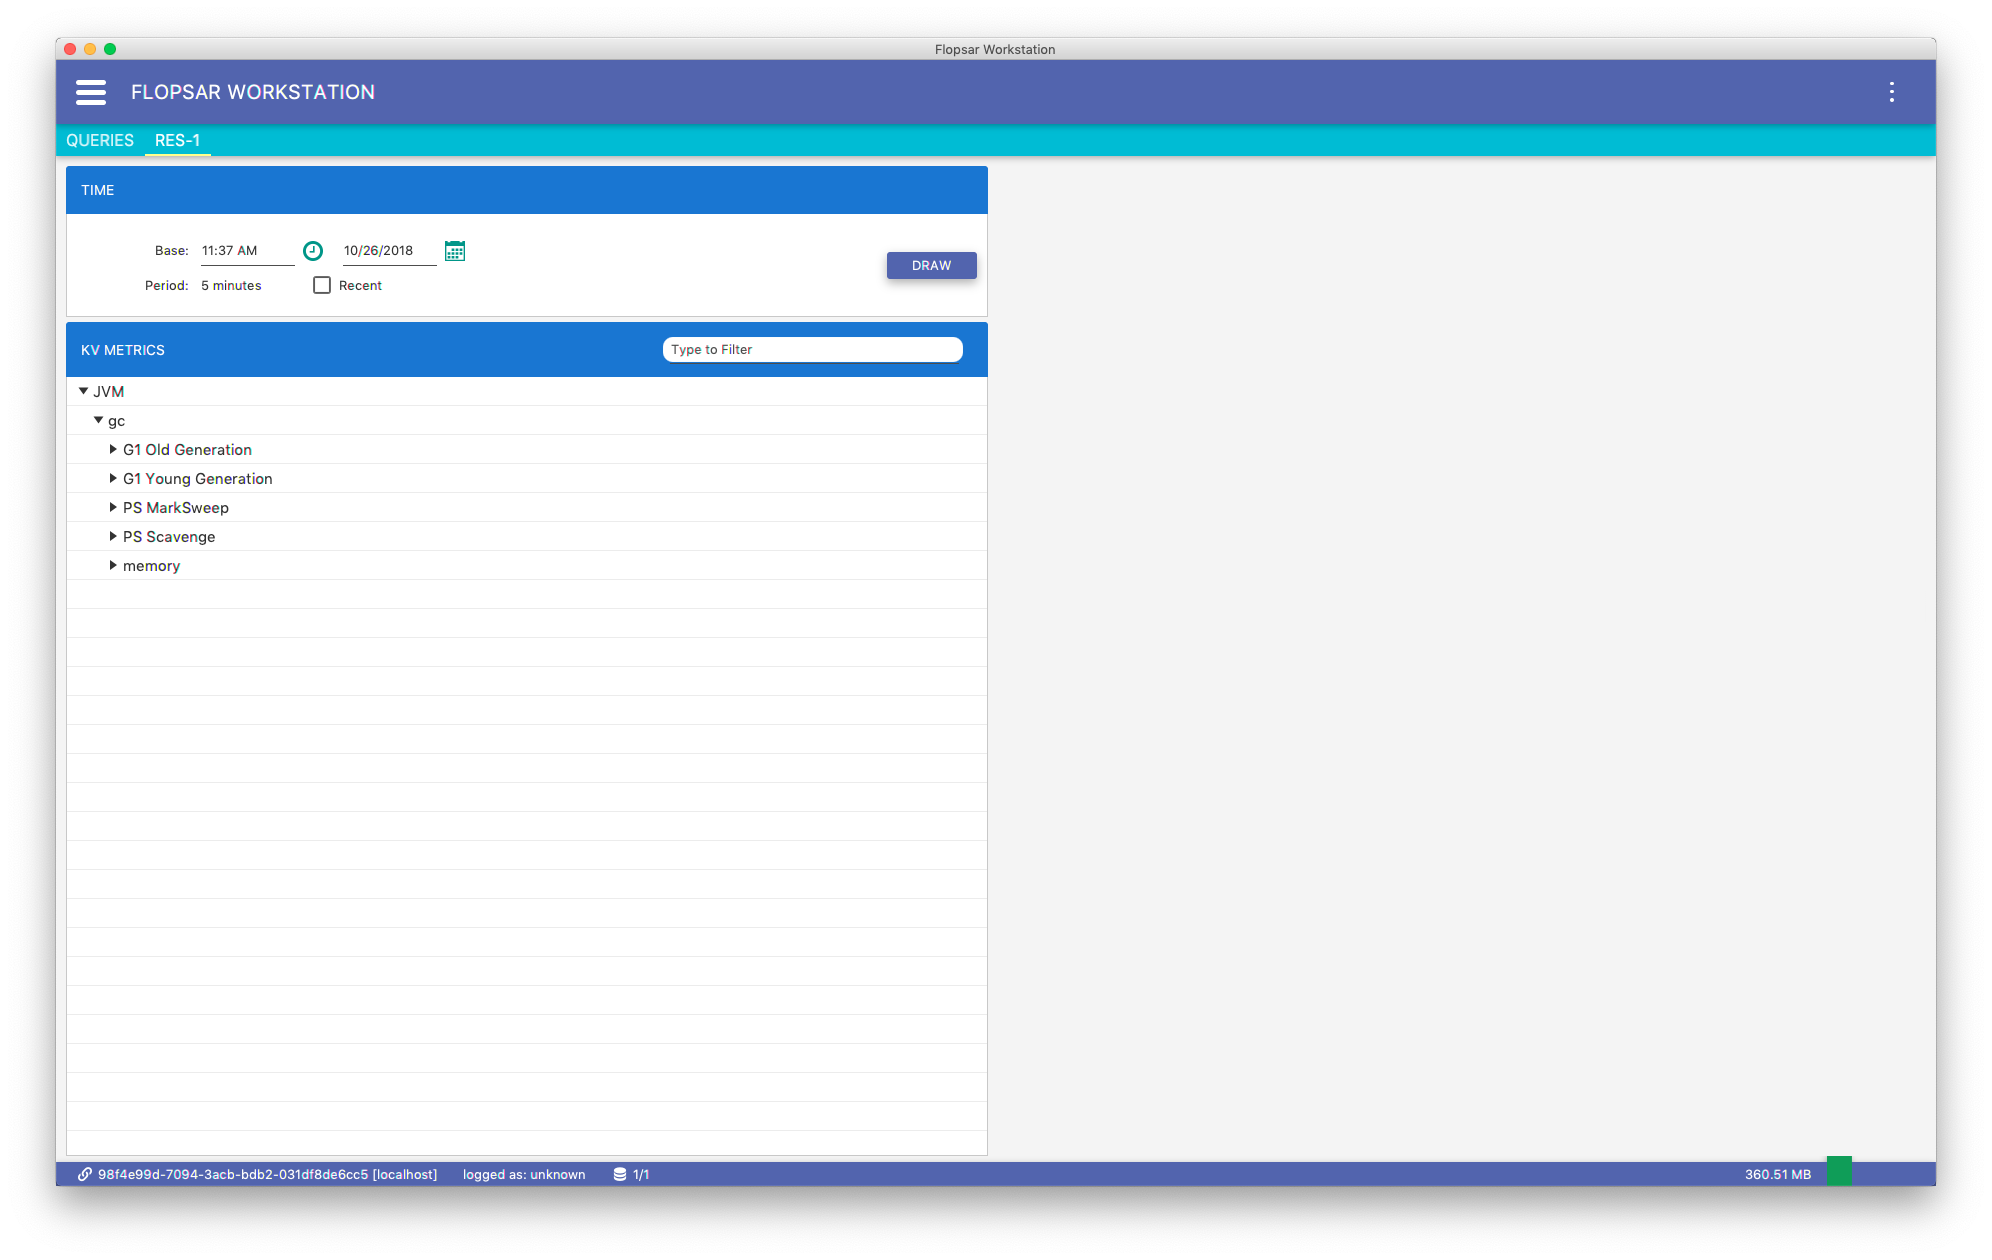 Flopsar Workstation
FLOPSAR WORKSTATION
QUERIES RES-1
TIME
Base: 11:37 AM 10/26/2018
DRAW
Period: 5 minutes Recent
KV METRICS Type to Filter
JVM
gc
G1 Old Generation
G1 Young Generation
PS MarkSweep
PS Scavenge
memory
98f4e99d-7094-3acb-bdb2-031df8de6cc5 [localhost] logged as: unknown 1/1 360.51 MB